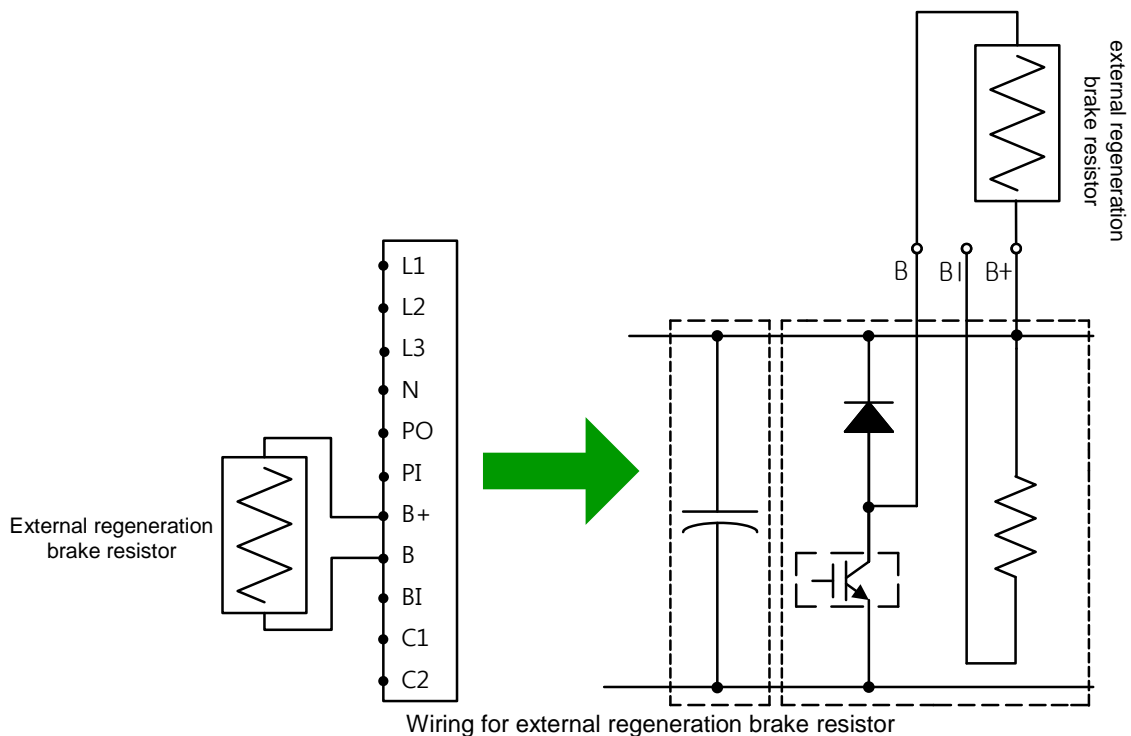 external regeneration
brake resistor
B
BI
B+
L1
L2
L3
N
PO
PI
B+
B
BI
C1
C2
External regeneration
brake resistor
Wiring for external regeneration brake resistor